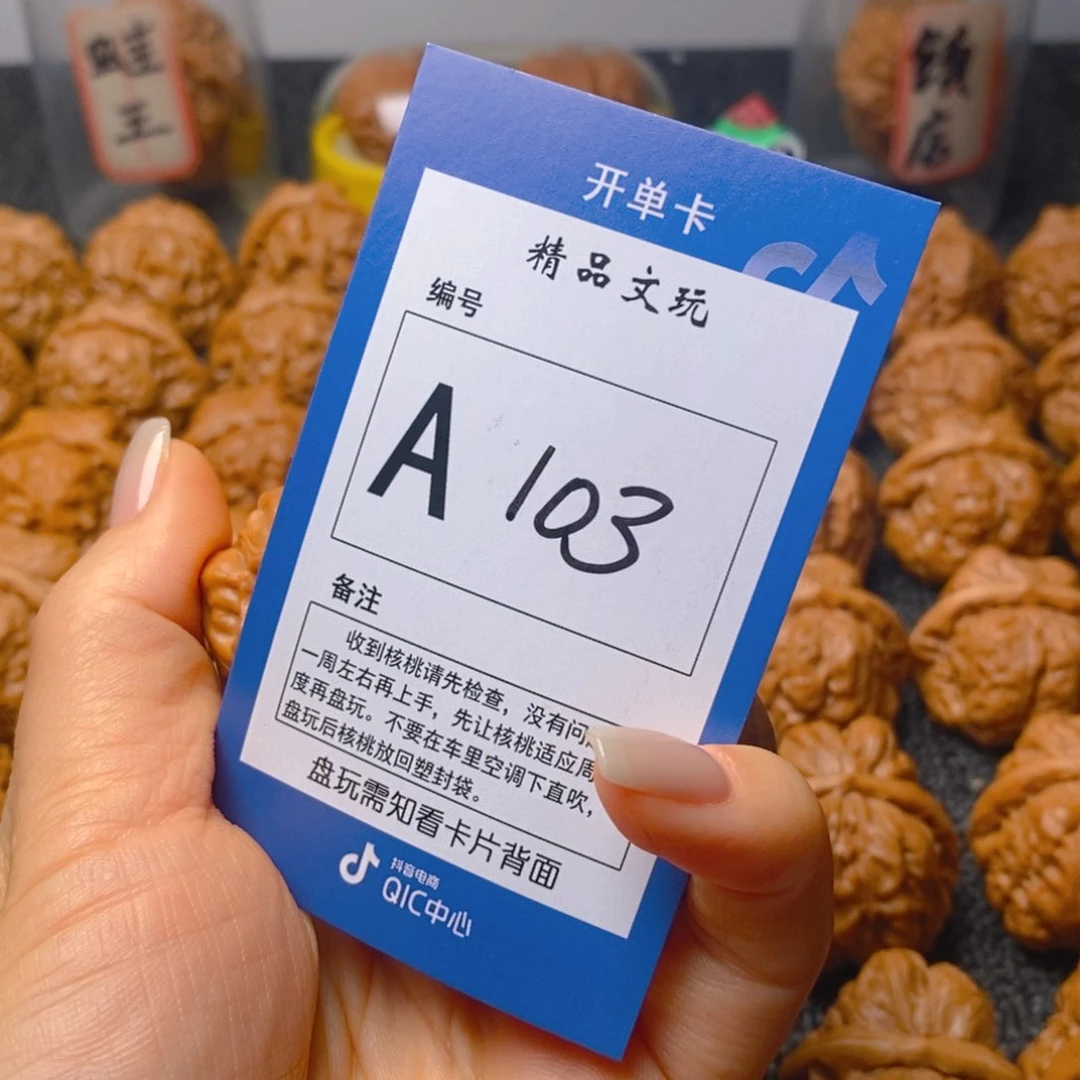 蛙
王
铁
店
开单卡
精品文玩
编号
A 103
备注
收到核桃请先检查，没有问
一周左右再上手，先让核桃适应周
度再盘玩。不要在车里空调下直吹，
盘玩后核桃放回塑封袋。
盘玩需知看卡片背面
抖音电商
QIC中心